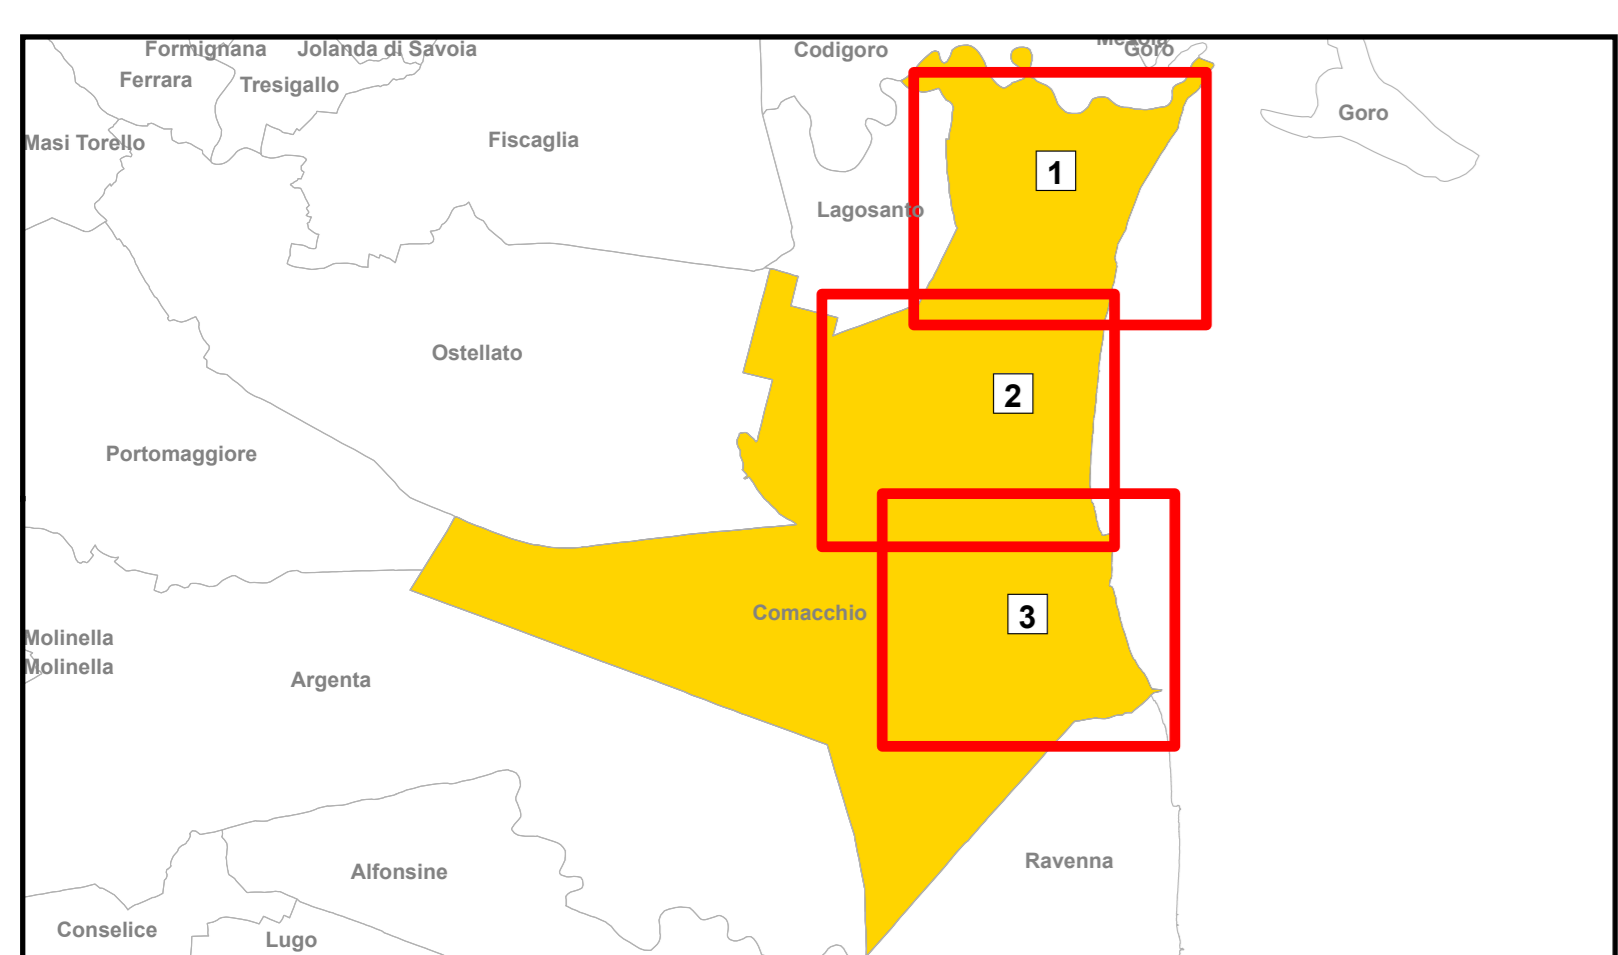 Mesola
Formignana
Jolanda di Savoia
Codigoro
Goro
Ferrara
Tresigallo
Goro
Masi Torello
Fiscaglia
1
Lagosanto
Ostellato
2
Portomaggiore
Comacchio
3
Molinella
Molinella
Argenta
Ravenna
Alfonsine
Conselice
Lugo